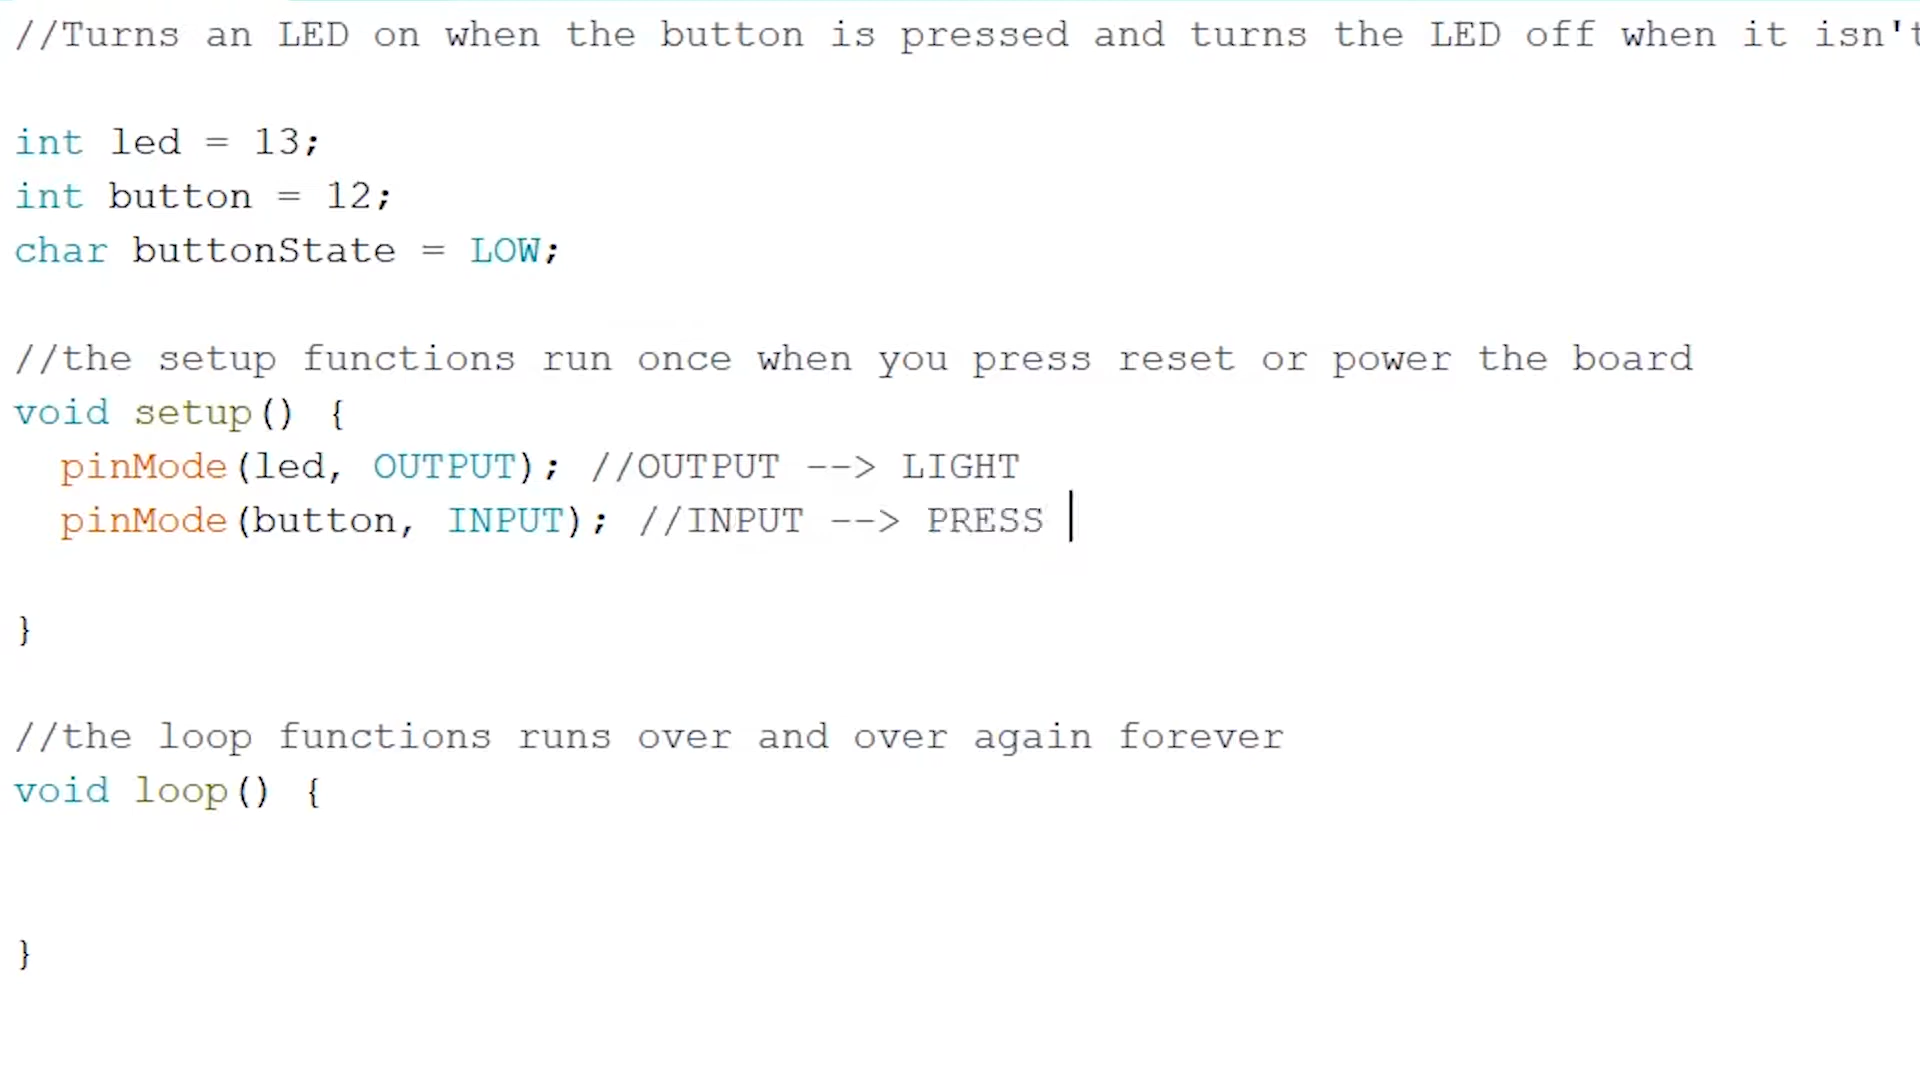 //Turns an LED on when the button is pressed and turns the LED off when it isn't
int led = 13;
int button = 12;
char buttonState = LOW;
//the setup functions run once when you press reset or power the board
void setup() {
pinMode(led, OUTPUT); //OUTPUT --> LIGHT
pinMode(button, INPUT); //INPUT --> PRESS
}
//the loop functions runs over and over again forever
void loop() {
}